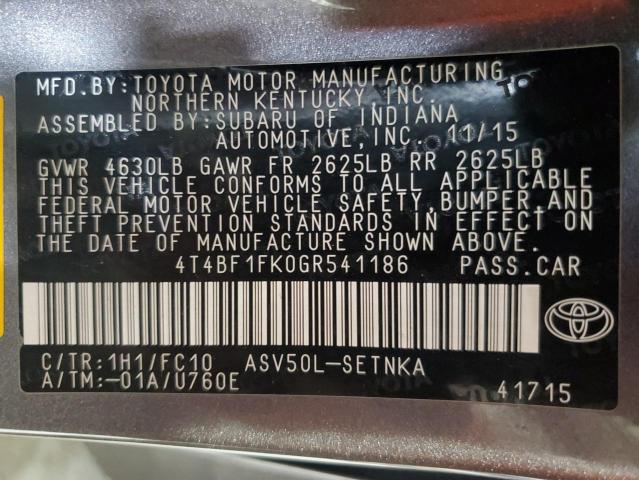 MFD.BY:TOYOTA MOTOR MANUFACTURING
NORTHERN KENTUCKY,INC.
ASSEMBLED BY:SUBARU OF INDIANA
AUTOMOTIVE,INC. 11/15
GVWR 4630LB GAWR FR 2625LB RR 2625LB
THIS VEHICLE CONFORMS TO ALL APPLICABLE
FEDERAL MOTOR VEHICLE SAFETY,BUMPER,AND
THEFT PREVENTION STANDARDS IN EFFECT ON
THE DATE OF MANUFACTURE SHOWN ABOVE.
4T4BF1FK0GR541186 PASS.CAR
C/TR:1H1/FC10 ASV50L-SETNKA
A/TM:-01A/U760E 41715